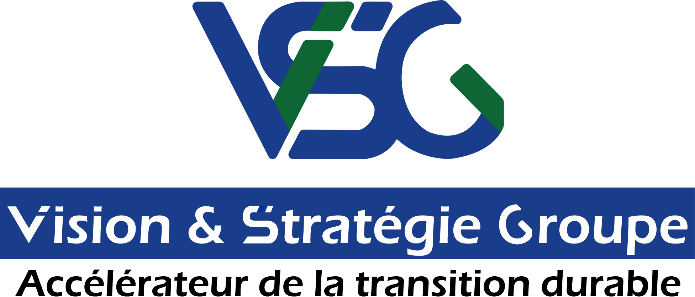 VSG
Vision & Stratégie Groupe
Accélérateur de la transition durable